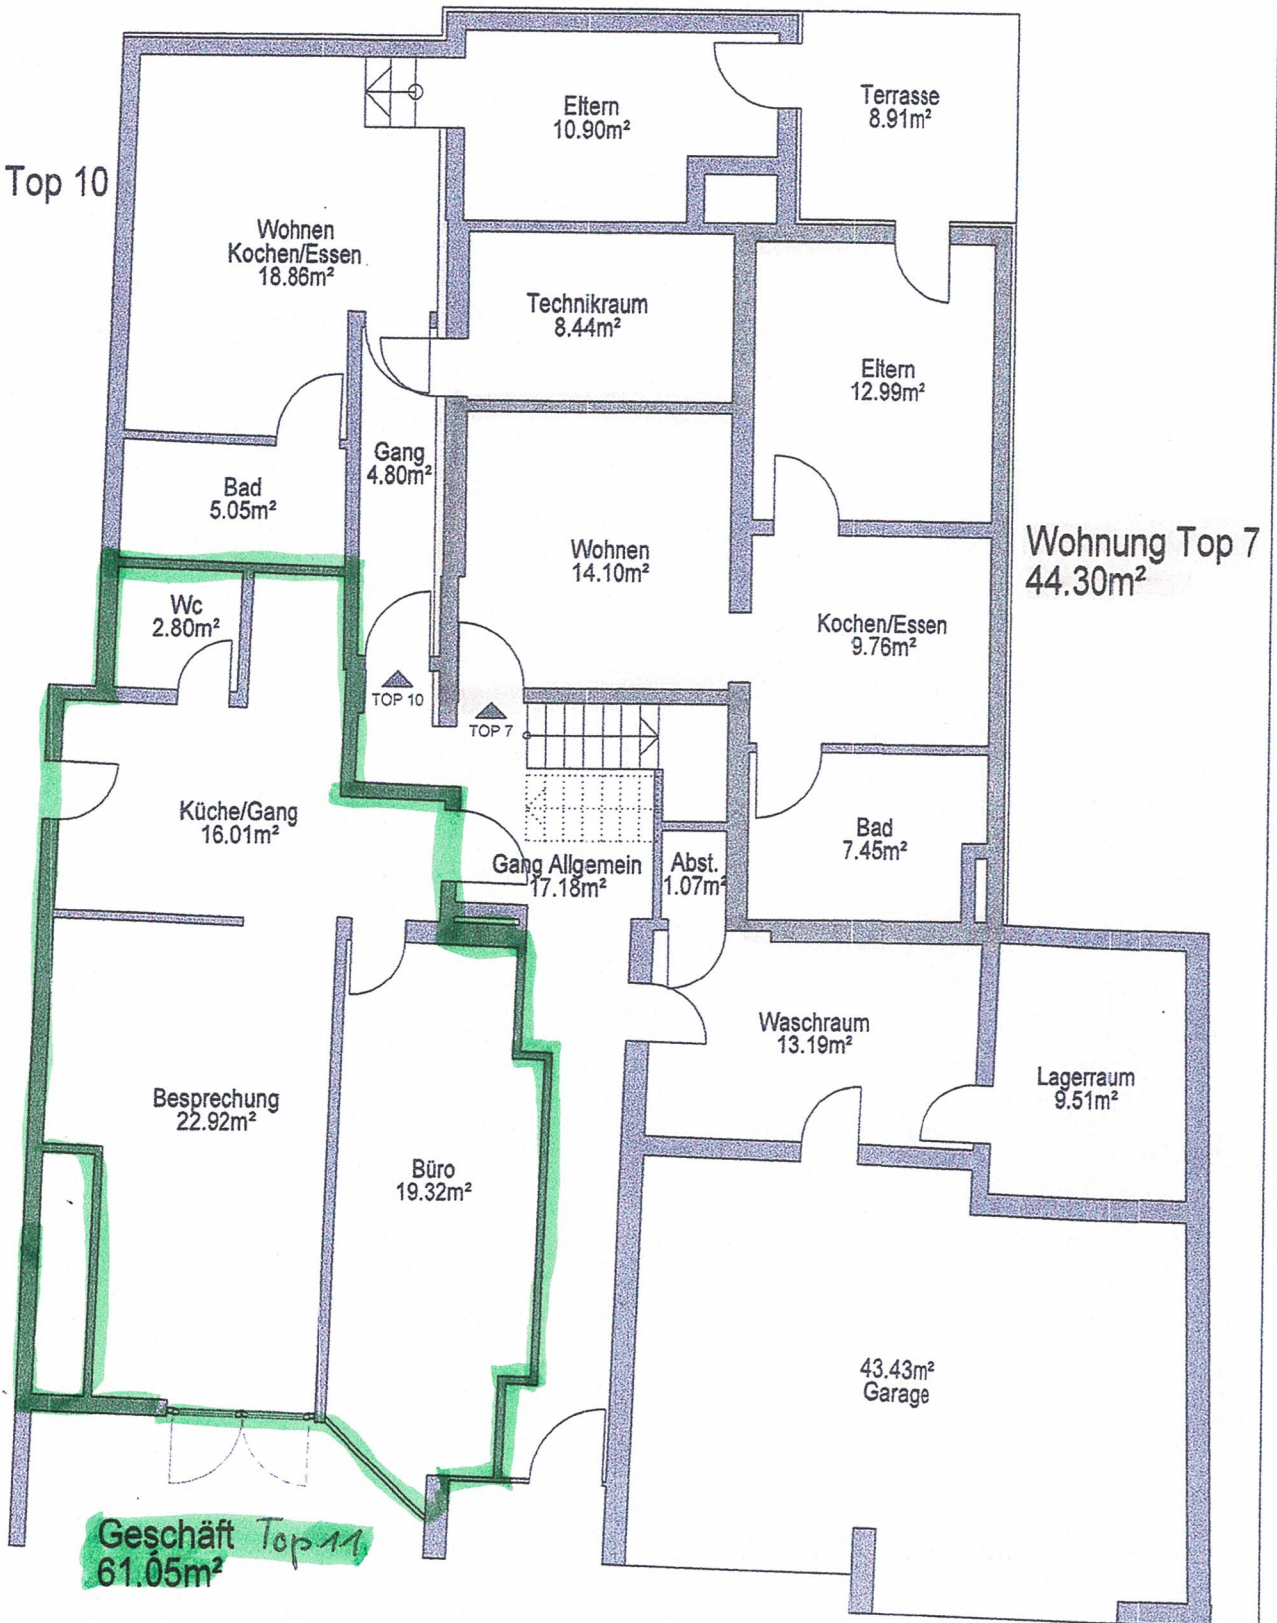 Eltern
10.90m²
Terrasse
8.91m²
Top 10
Wohnen
Kochen/Essen
18.86m²
Technikraum
8.44m²
Eltern
12.99m²
Gang
4.80m²
Bad
5.05m²
Wohnen
14.10m²
Wohnung Top 7
44.30m²
Wc
2.80m²
Kochen/Essen
9.76m²
TOP 10
TOP 7
Küche/Gang
16.01m²
Bad
7.45m²
Gang Allgemein
17.18m²
Abst.
1.07m²
Waschraum
13.19m²
Lagerraum
9.51m²
Besprechung
22.92m²
Büro
19.32m²
43.43m²
Garage
Geschäft Top 11
61.05m²